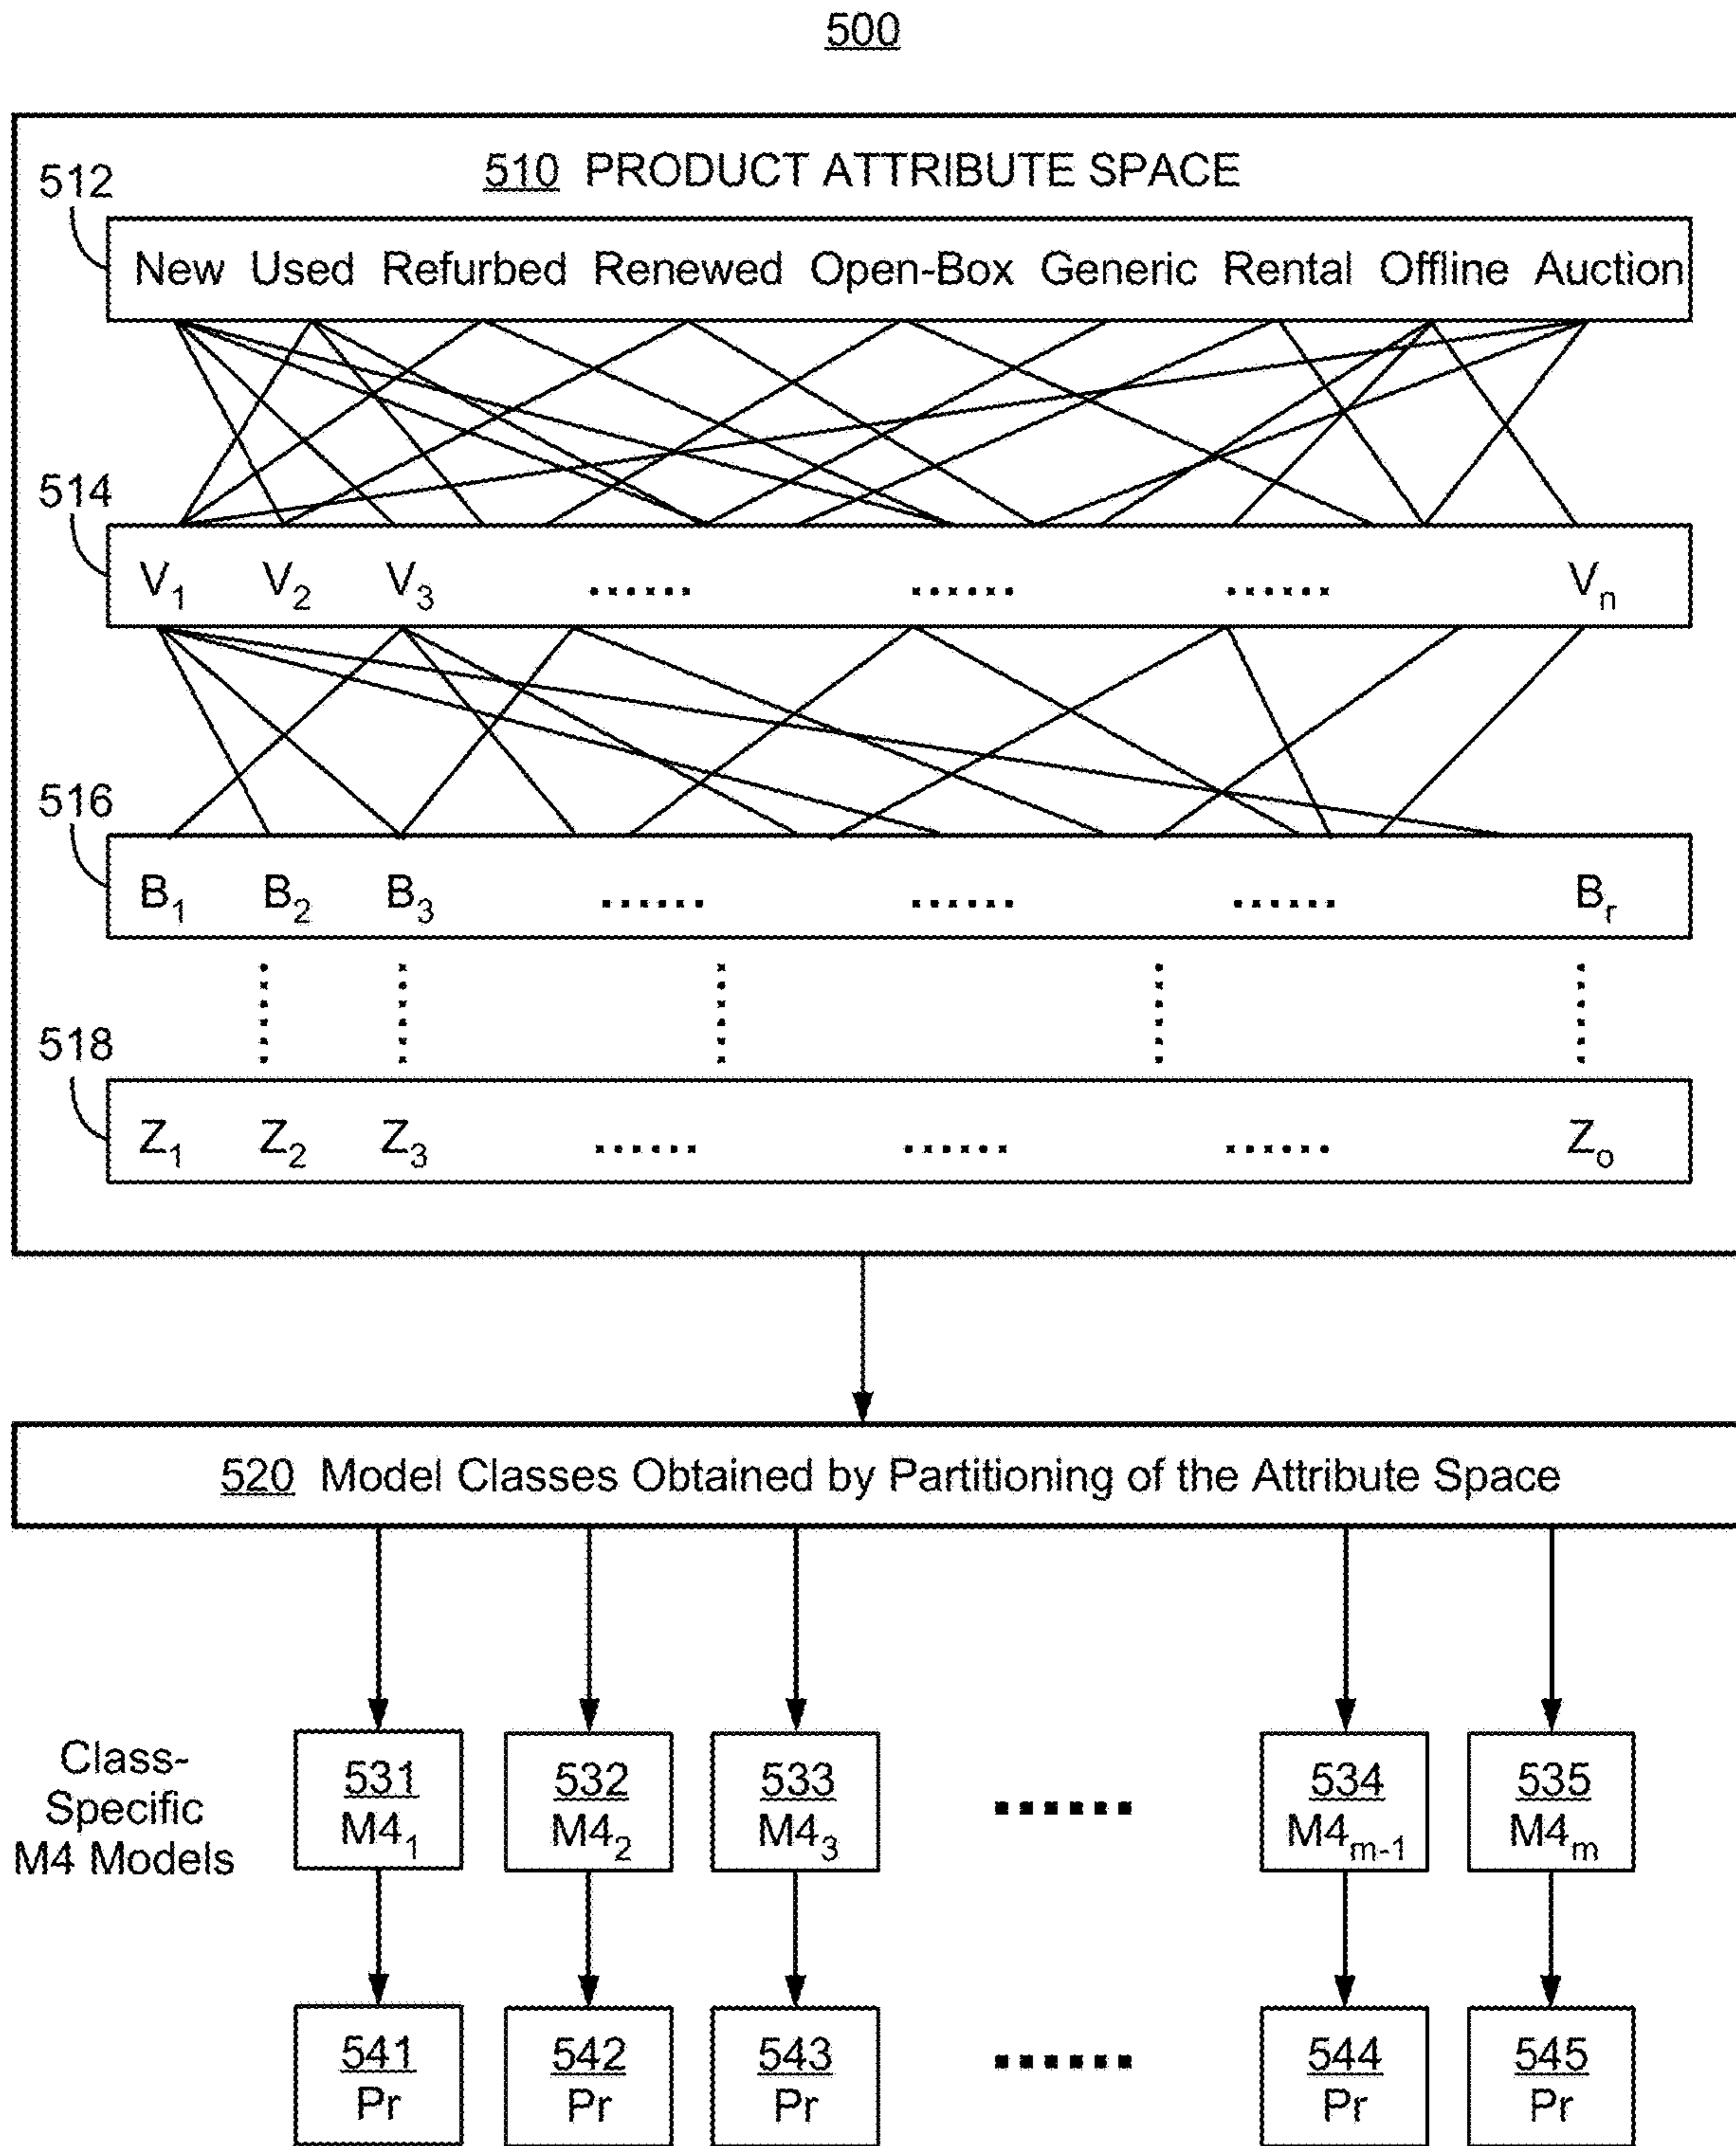 500
510 PRODUCT ATTRIBUTE SPACE
512
New Used Refurbed Renewed Open-Box Generic Rental Offline Auction
514
V1 V2 V3 ...... ...... ...... Vn
516
B1 B2 B3 ...... ...... ...... Br
518
Z1 Z2 Z3 ...... ...... ...... Zo
520 Model Classes Obtained by Partitioning of the Attribute Space
Class-
Specific
M4 Models
531 532 533 ...... 534 535
M41 M42 M43 M4m-1 M4m
541 542 543 ...... 544 545
Pr Pr Pr Pr Pr